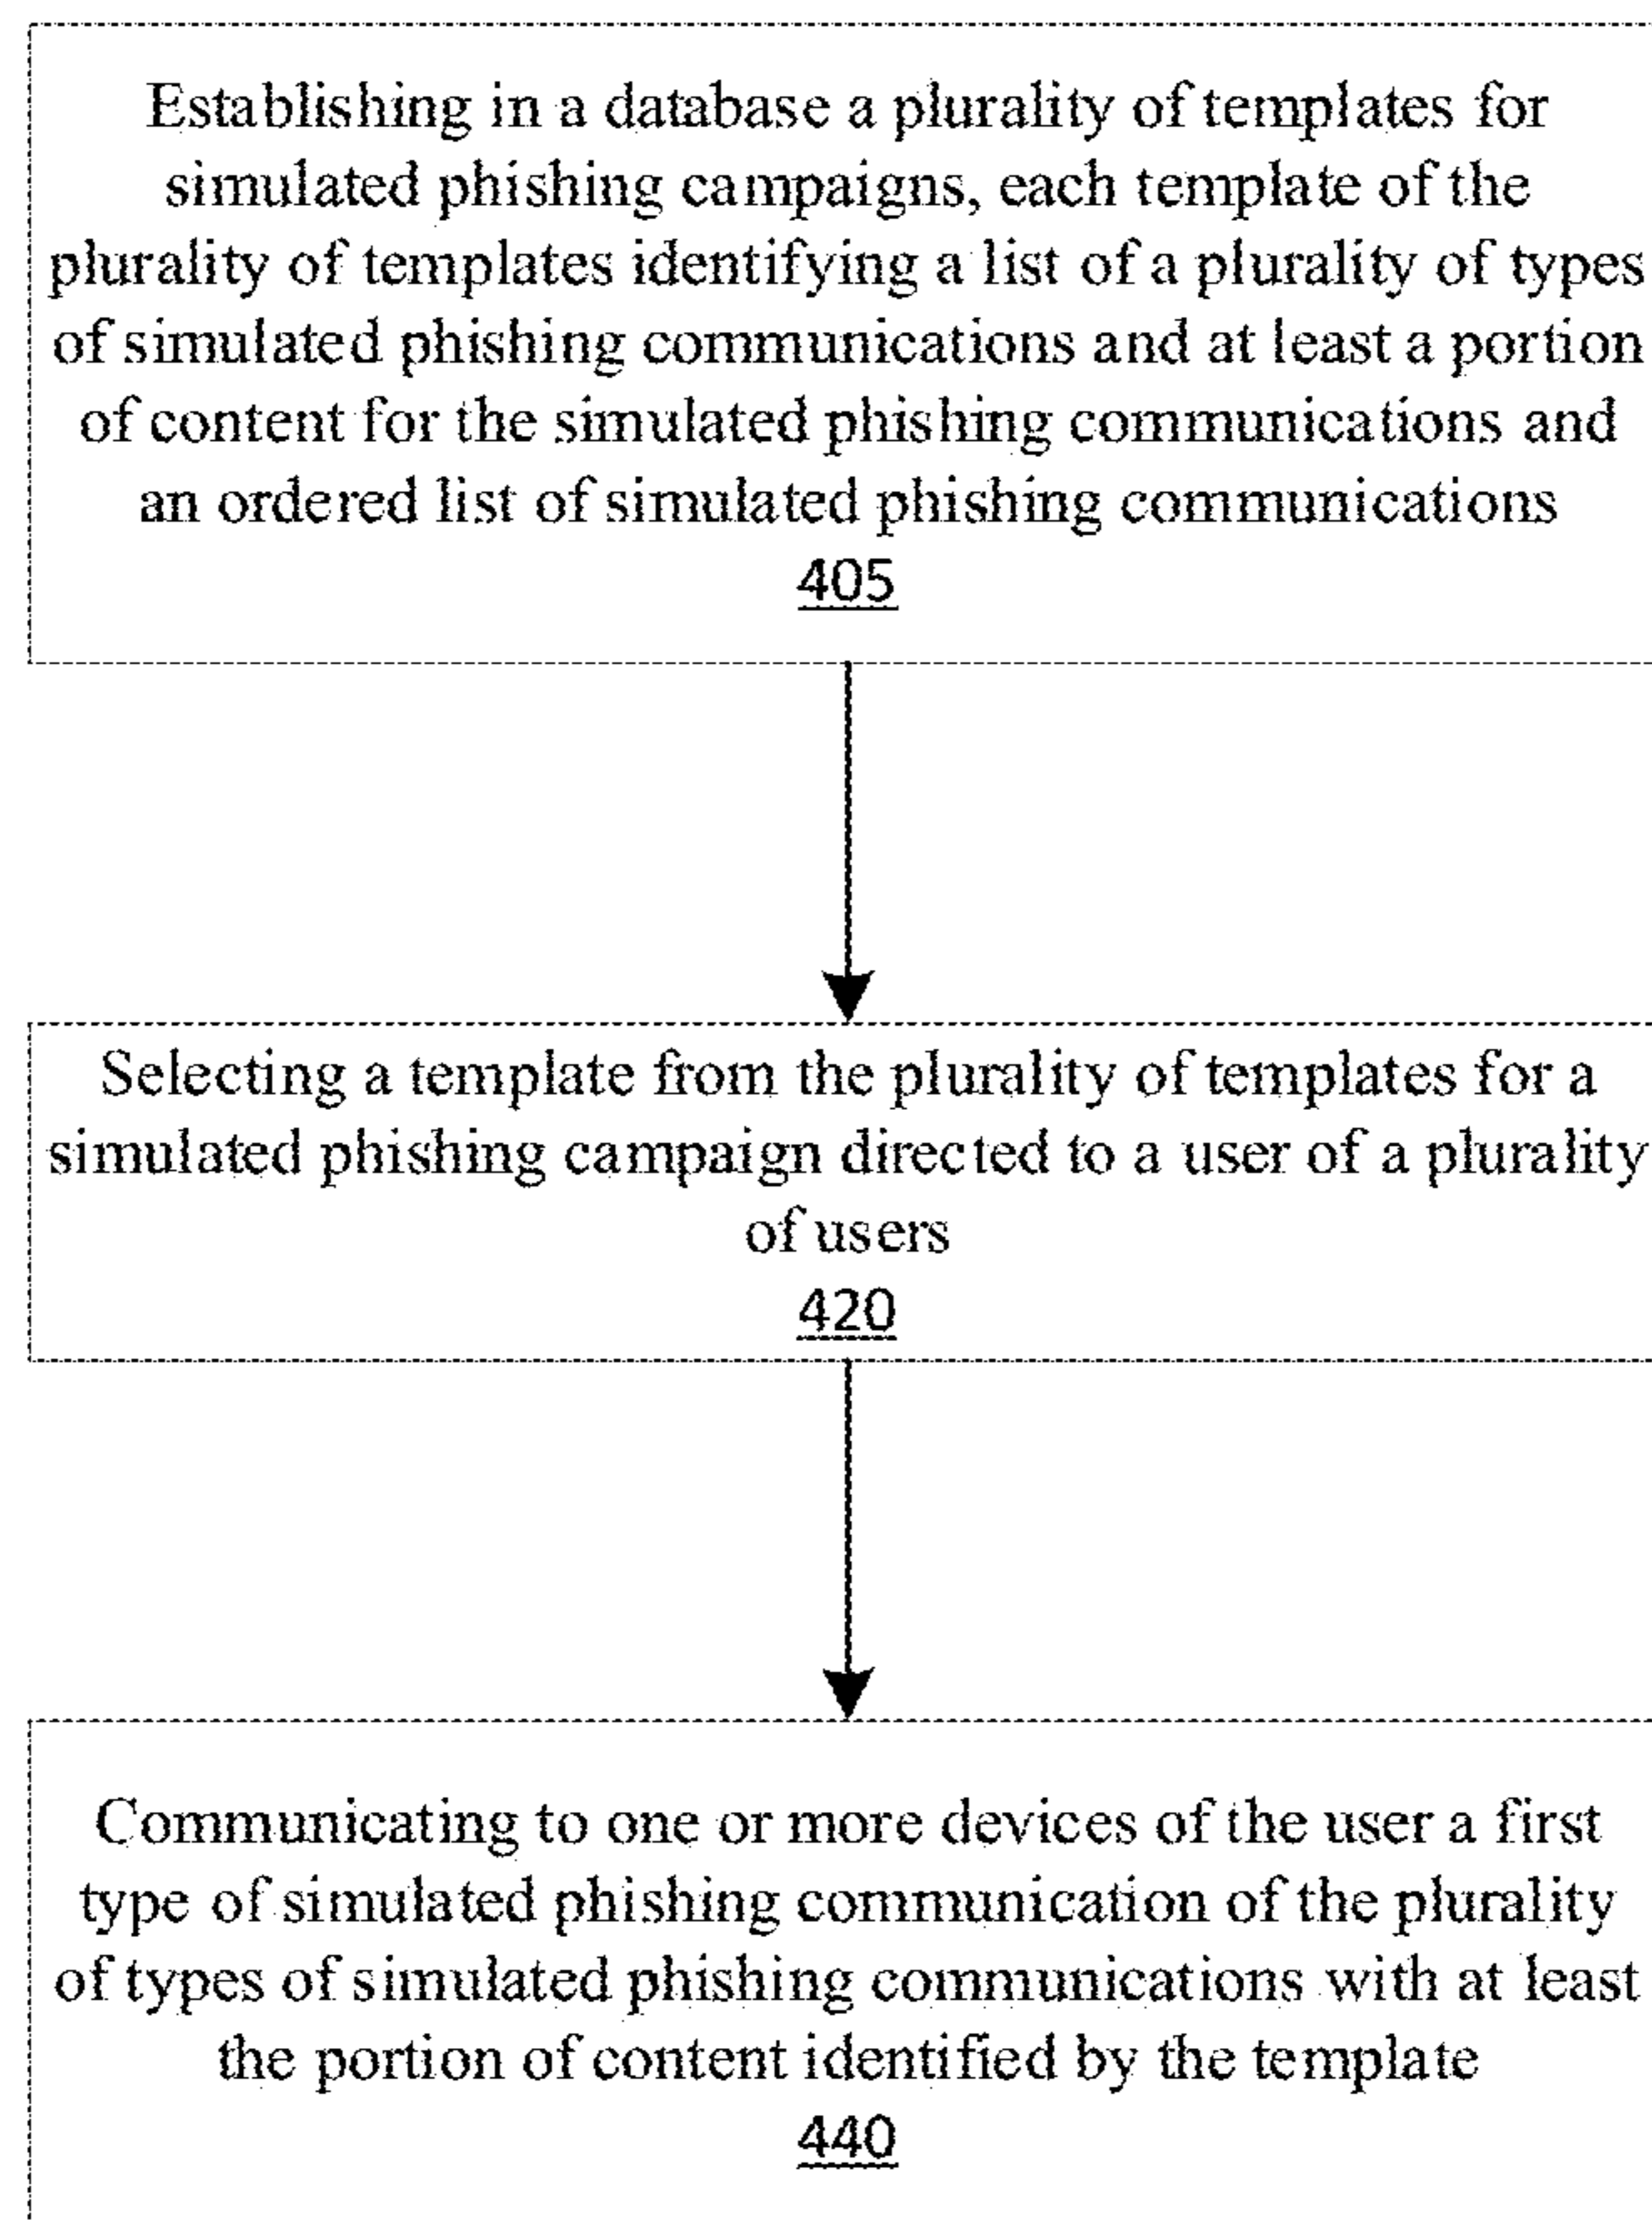 Establishing in a database a plurality of templates for
simulated phishing campaigns, each template of the
plurality of templates identifying a list of a plurality of types
of simulated phishing communications and at least a portion
of content for the simulated phishing communications and
an ordered list of simulated phishing communications
405
Selecting a template from the plurality of templates for a
simulated phishing campaign directed to a user of a plurality
of users
420
Communicating to one or more devices of the user a first
type of simulated phishing communication of the plurality
of types of simulated phishing communications with at least
the portion of content identified by the template
440